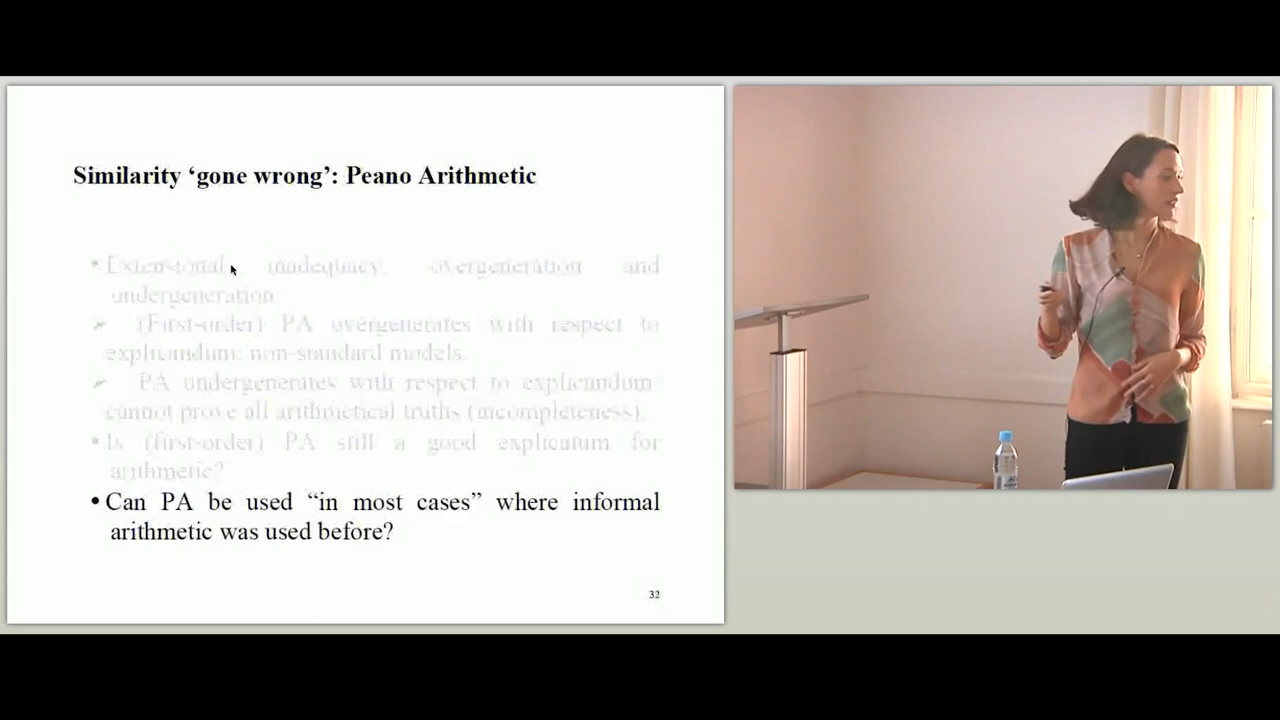 Similarity ‘gone wrong’: Peano Arithmetic
• Extensional inadequacy overgeneration and
undergeneration.
➢ (First-order) PA overgenerates with respect to
explicandum: non-standard models.
➢ PA undergenerates with respect to explicandum:
cannot prove all arithmetical truths (incompleteness).
• Is (first-order) PA still a good explicatum for
arithmetic?
• Can PA be used “in most cases” where informal
arithmetic was used before?
32